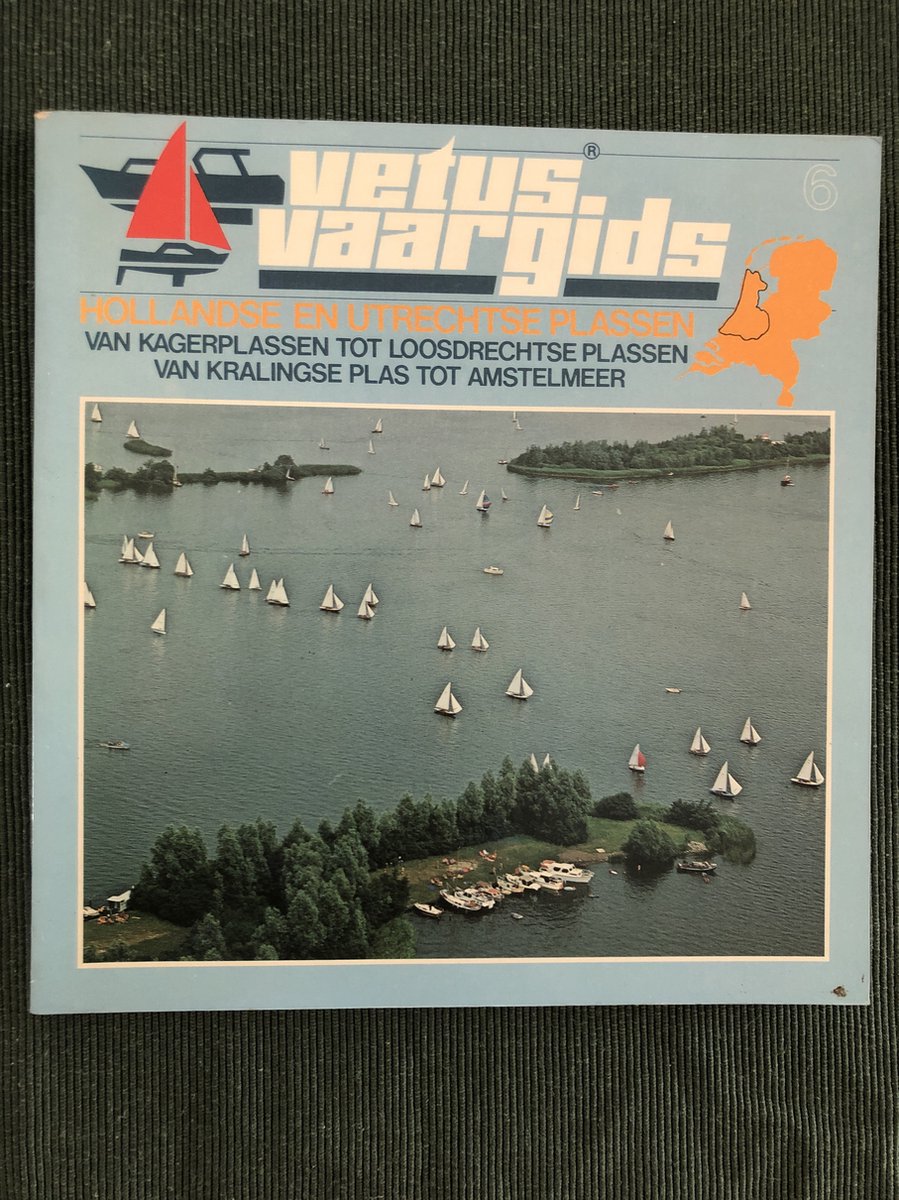 vetus®
vaargids
6
HOLLANDSE EN UTRECHTSE PLASSEN
VAN KAGERPLASSEN TOT LOOSDRECHTSE PLASSEN
VAN KRALINGSE PLAS TOT AMSTELMEER